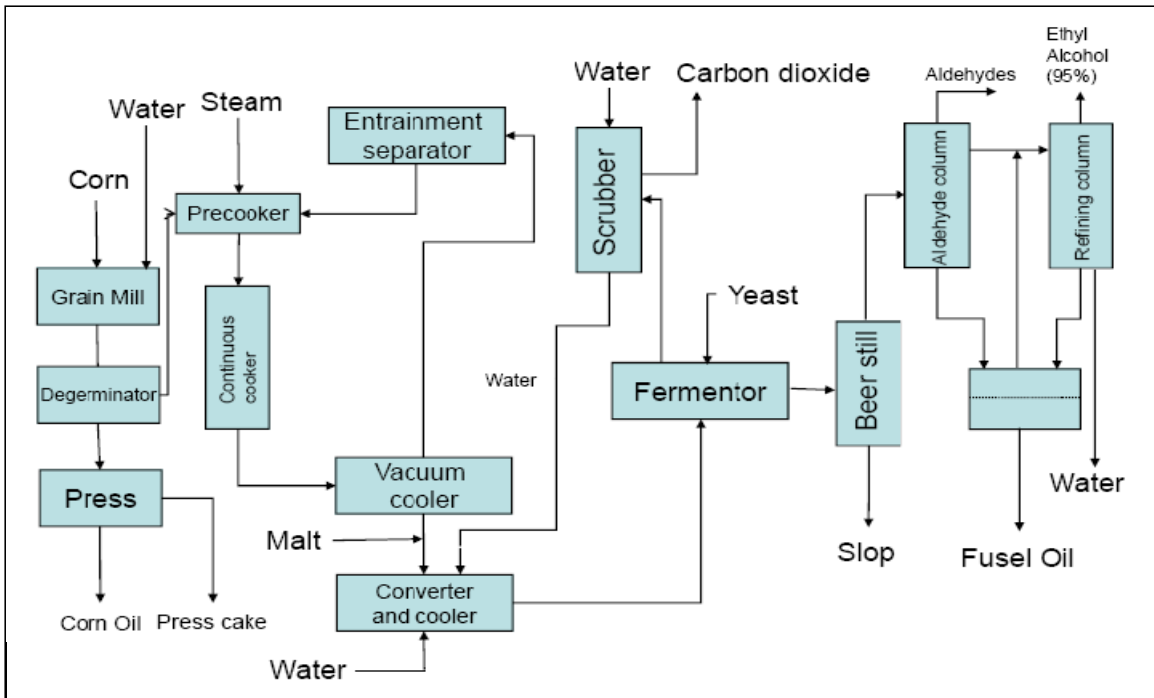 Water
Steam
Corn
Entrainment
separator
Precooker
Grain Mill
Continuous
cooker
Degerminator
Press
Vacuum
cooler
Malt
Corn Oil
Press cake
Converter
and cooler
Water
Water
Carbon dioxide
Scrubber
Water
Yeast
Fermentor
Beer still
Slop
Aldehydes
Ethyl
Alcohol
(95%)
Aldehyde column
Refining column
Water
Fusel Oil